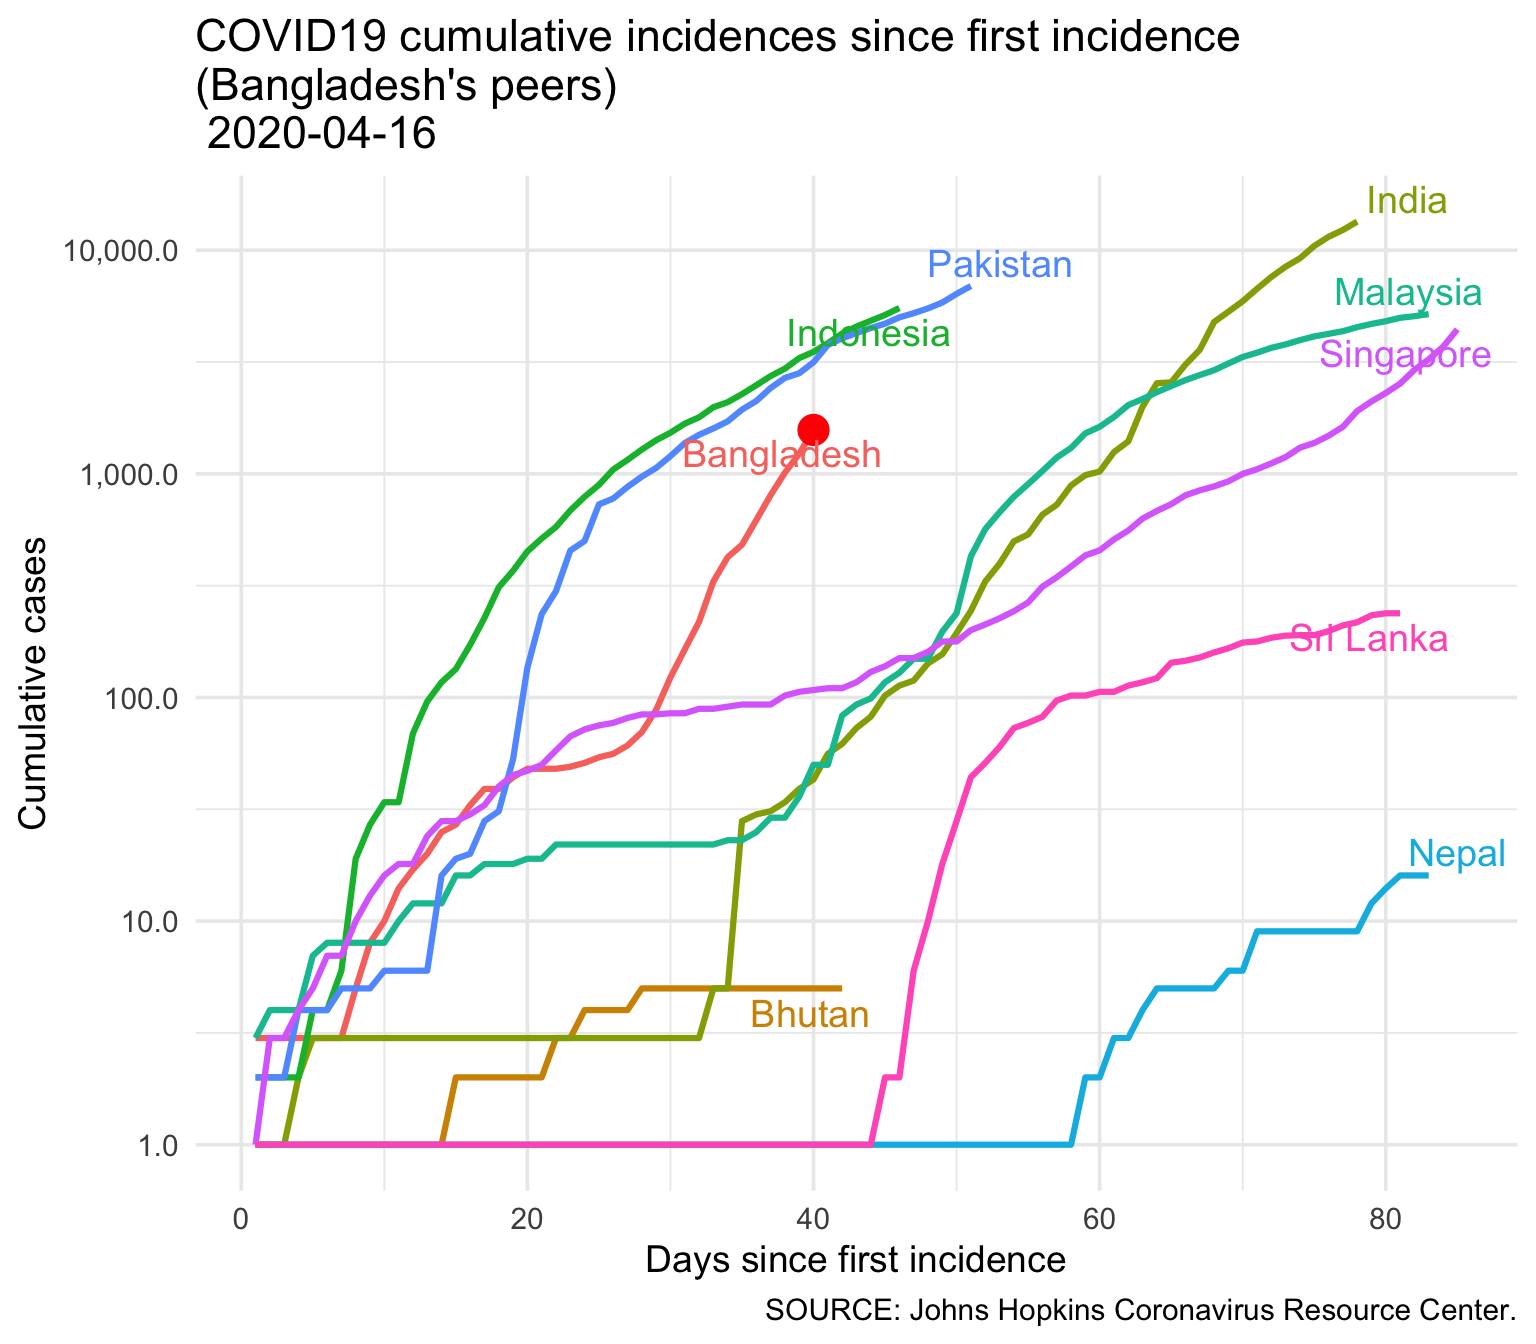 COVID19 cumulative incidences since first incidence
(Bangladesh's peers)
2020-04-16
India
10,000.0
Pakistan
Malaysia
Indonesia
Singapore
Bangladesh
1,000.0
Sri Lanka
100.0
Cumulative cases
Nepal
10.0
Bhutan
1.0
0 20 40 60 80
Days since first incidence
SOURCE: Johns Hopkins Coronavirus Resource Center.